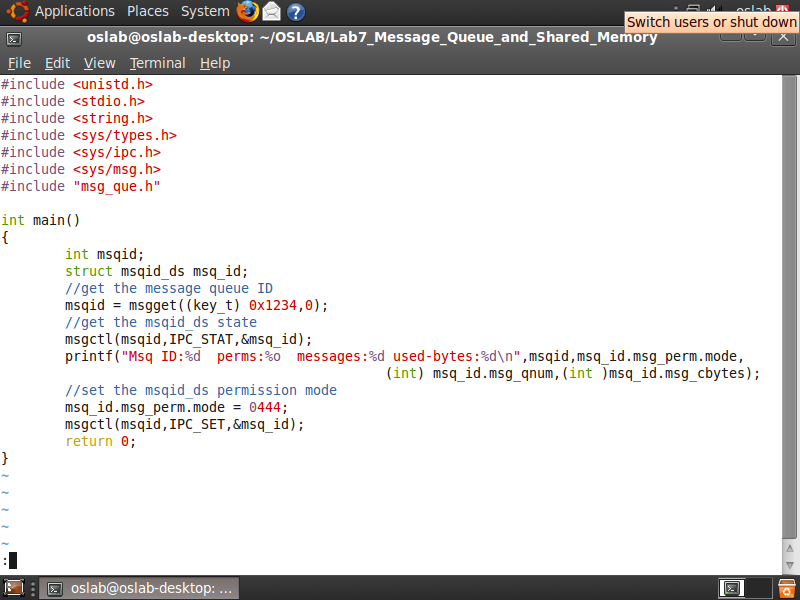 Applications Places System oslab
Switch users or shut down
oslab@oslab-desktop: ~/OSLAB/Lab7_Message_Queue_and_Shared_Memory
File Edit View Terminal Help
#include <unistd.h>
#include <stdio.h>
#include <string.h>
#include <sys/types.h>
#include <sys/ipc.h>
#include <sys/msg.h>
#include "msg_que.h"
int main()
{
int msqid;
struct msqid_ds msq_id;
//get the message queue ID
msqid = msgget((key_t) 0x1234,0);
//get the msqid_ds state
msgctl(msqid,IPC_STAT,&msq_id);
printf("Msq ID:%d  perms:%o  messages:%d used-bytes:%d\n",msqid,msq_id.msg_perm.mode,
(int) msq_id.msg_qnum,(int )msq_id.msg_cbytes);
//set the msqid_ds permission mode
msq_id.msg_perm.mode = 0444;
msgctl(msqid,IPC_SET,&msq_id);
return 0;
}
~
~
~
~
~
:
oslab@oslab-desktop: ...